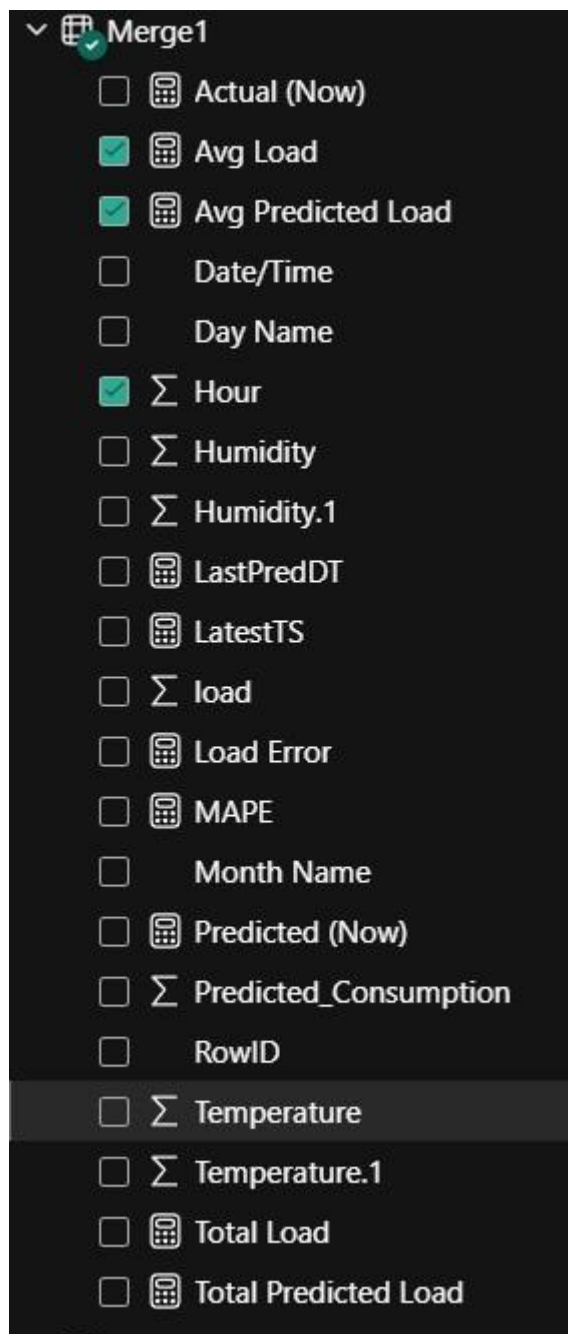 Merge1
Actual (Now)
Avg Load
Avg Predicted Load
Date/Time
Day Name
Hour
Humidity
Humidity.1
LastPredDT
LatestTS
load
Load Error
MAPE
Month Name
Predicted (Now)
Predicted_Consumption
RowID
Temperature
Temperature.1
Total Load
Total Predicted Load